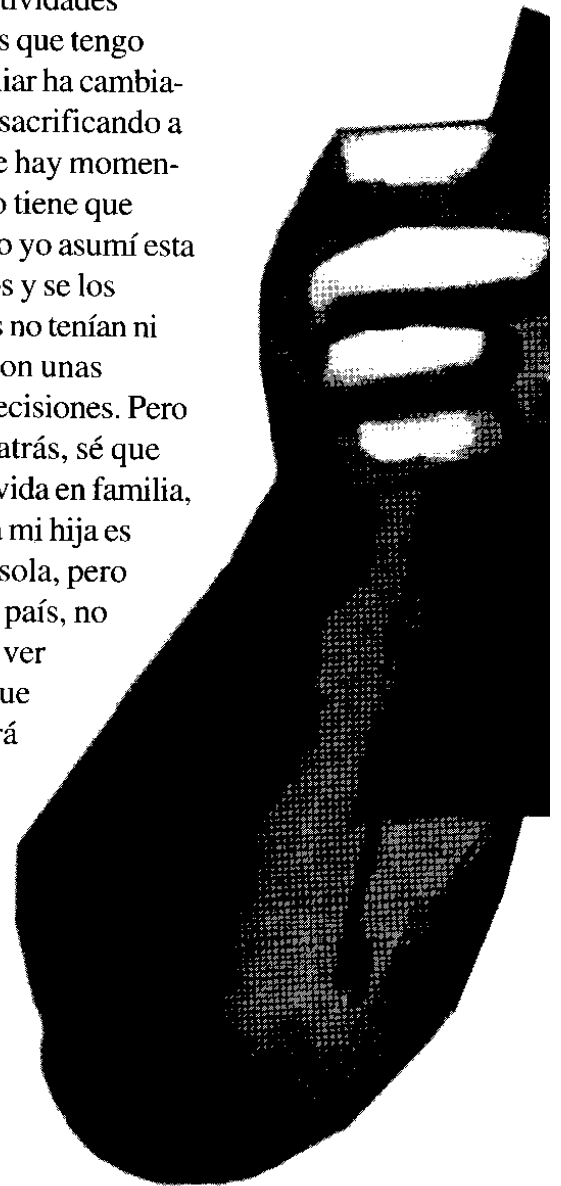 s que tengo
iar ha cambia-
sacrificando a
e hay momen-
o tiene que
o yo asumí esta
s y se los
s no tenían ni
on unas
ecisiones. Pero
atrás, sé que
vida en familia,
a mi hija es
sola, pero
país, no
ver
ue
rá